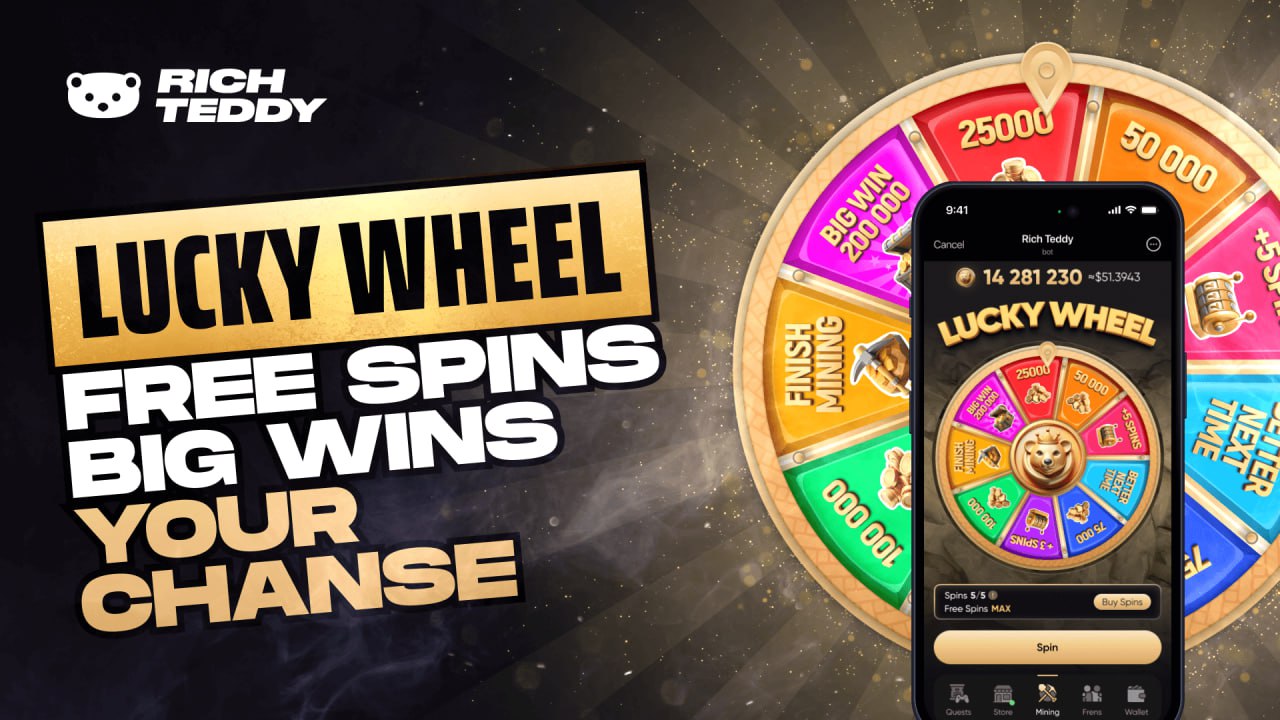 RICH
TEDDY
LUCKY WHEEL
FREE SPINS
BIG WINS
YOUR
CHANSE
25000
50 000
BIG WIN
200 000
+5 SPINS
FINISH
MINING
BETTER
NEXT
TIME
100 000
9:41
Cancel
Rich Teddy
bot
14 281 230 ≈$51.3943
LUCKY WHEEL
25000
50 000
BIG WIN
200 000
+5 SPINS
FINISH
MINING
BETTER
NEXT
TIME
100 000
75 000
+3 SPINS
Spins 5/5
Free Spins MAX
Buy Spins
Spin
Quests
Store
Mining
Frens
Wallet